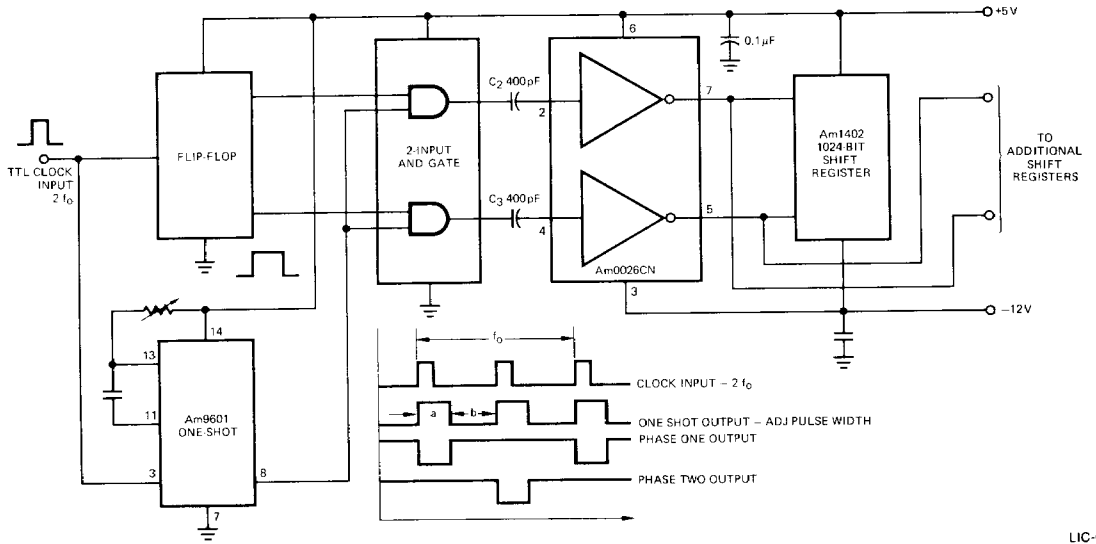 +5V
6
0.1µF
C2 400pF
2
7
FLIP-FLOP
2-INPUT
AND GATE
Am1402
1024-BIT
SHIFT
REGISTER
TO
ADDITIONAL
SHIFT
REGISTERS
TTL CLOCK
INPUT
2 fo
C3 400pF
4
5
Am0026CN
3
-12V
14
13
11
Am9601
ONE-SHOT
3
8
7
fo
CLOCK INPUT – 2 fo
a
b
ONE SHOT OUTPUT – ADJ PULSE WIDTH
PHASE ONE OUTPUT
PHASE TWO OUTPUT